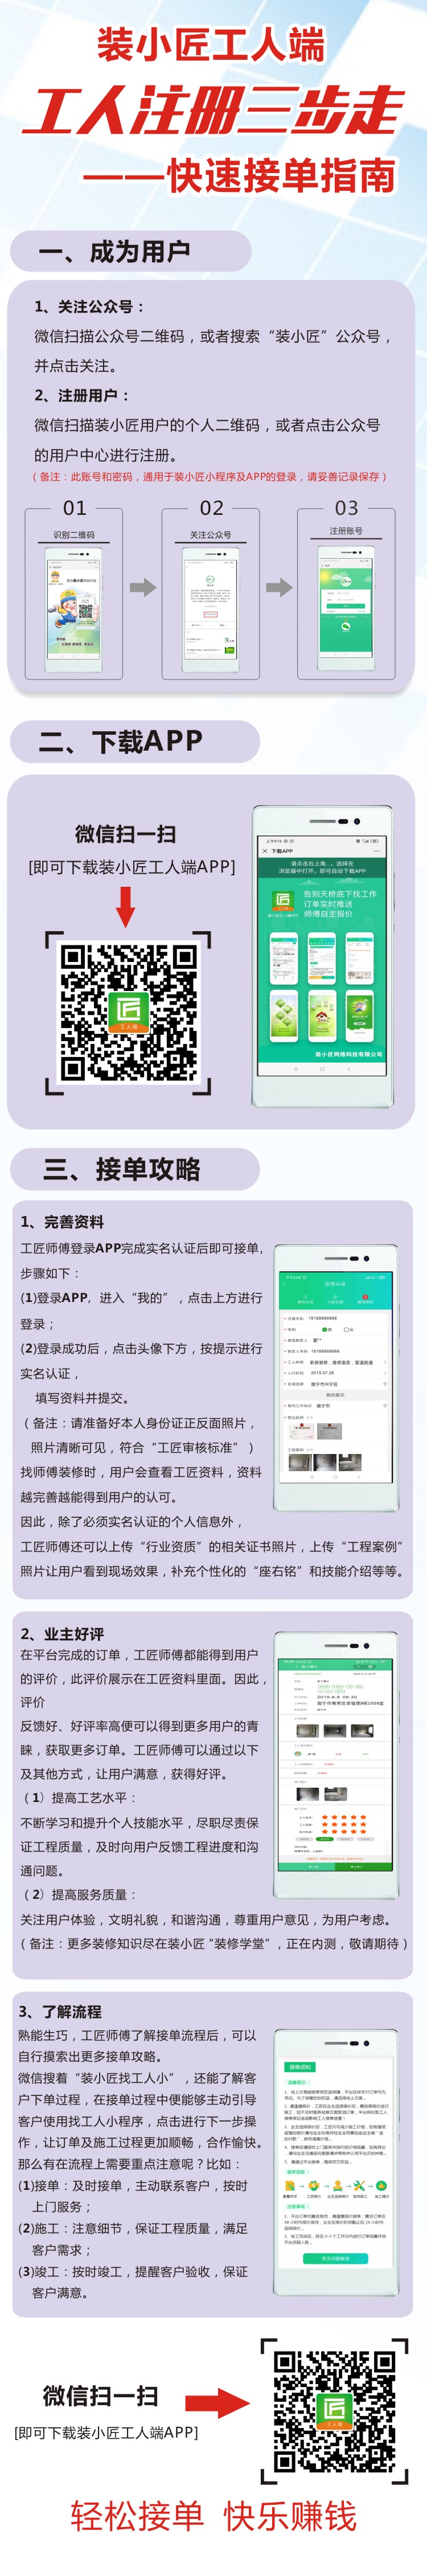 装小匠工人端
工人注册三步走
——快速接单指南
一、成为用户
1、关注公众号：
微信扫描公众号二维码，或者搜索“装小匠”公众号，
并点击关注。
2、注册用户：
微信扫描装小匠用户的个人二维码，或者点击公众号
的用户中心进行注册。
（备注：此账号和密码，通用于装小匠小程序及APP的登录，请妥善记录保存）
01
02
03
识别二维码
关注公众号
注册账号
二、下载APP
微信扫一扫
[即可下载装小匠工人端APP]
匠
工人端
下载APP
请点击右上角...，选择在
浏览器中打开，即可自动下载APP
告别天桥底下找工作
订单实时推送
师傅自主报价
装小匠网络科技有限公司
三、接单攻略
1、完善资料
工匠师傅登录APP完成实名认证后即可接单，
步骤如下：
(1)登录APP，进入“我的”，点击上方进行
登录；
(2)登录成功后，点击头像下方，按提示进行
实名认证，
填写资料并提交。
（备注：请准备好本人身份证正反面照片，
照片清晰可见，符合“工匠审核标准”）
找师傅装修时，用户会查看工匠资料，资料
越完善越能得到用户的认可。
因此，除了必须实名认证的个人信息外，
工匠师傅还可以上传“行业资质”的相关证书照片，上传“工程案例”
照片让用户看到现场效果，补充个性化的“座右铭”和技能介绍等等。
2、业主好评
在平台完成的订单，工匠师傅都能得到用户
的评价，此评价展示在工匠资料里面。因此，
评价
反馈好、好评率高便可以得到更多用户的青
睐，获取更多订单。工匠师傅可以通过以下
及其他方式，让用户满意，获得好评。
（1）提高工艺水平：
不断学习和提升个人技能水平，尽职尽责保
证工程质量，及时向用户反馈工程进度和沟
通问题。
（2）提高服务质量：
关注用户体验，文明礼貌，和谐沟通，尊重用户意见，为用户考虑。
（备注：更多装修知识尽在装小匠“装修学堂”，正在内测，敬请期待）
3、了解流程
熟能生巧，工匠师傅了解接单流程后，可以
自行摸索出更多接单攻略。
微信搜着“装小匠找工人小”，还能了解客
户下单过程，在接单过程中便能够主动引导
客户使用找工人小程序，点击进行下一步操
作，让订单接的过程更加顺畅，合作愉快。
那么有在流程上需要重点注意呢？比如：
(1)接单：及时接单，主动联系客户，按时
上门服务；
(2)施工：注意细节，保证工程质量，满足
客户需求；
(3)竣工：按时竣工，提醒客户验收，保证
客户满意。
接单须知
微信扫一扫
[即可下载装小匠工人端APP]
匠
工人端
轻松接单 快乐赚钱